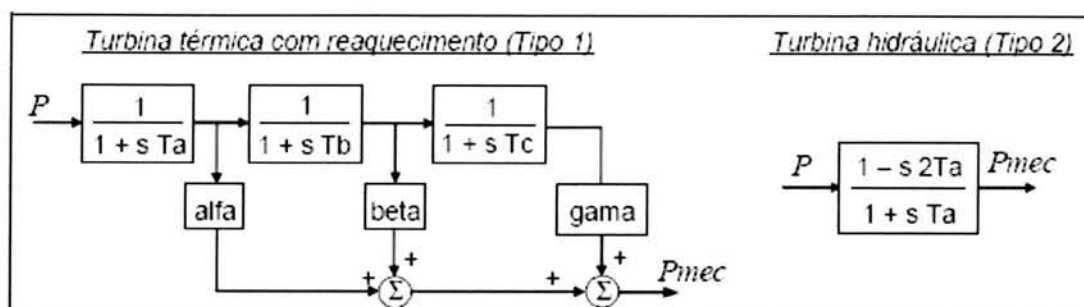 Turbina térmica com reaquecimento (Tipo 1)
Turbina hidráulica (Tipo 2)
P
1
1 + s Ta
1
1 + s Tb
1
1 + s Tc
alfa
beta
gama
+
+
Σ
+
+
Σ
Pmec
P
1 – s 2Ta
1 + s Ta
Pmec